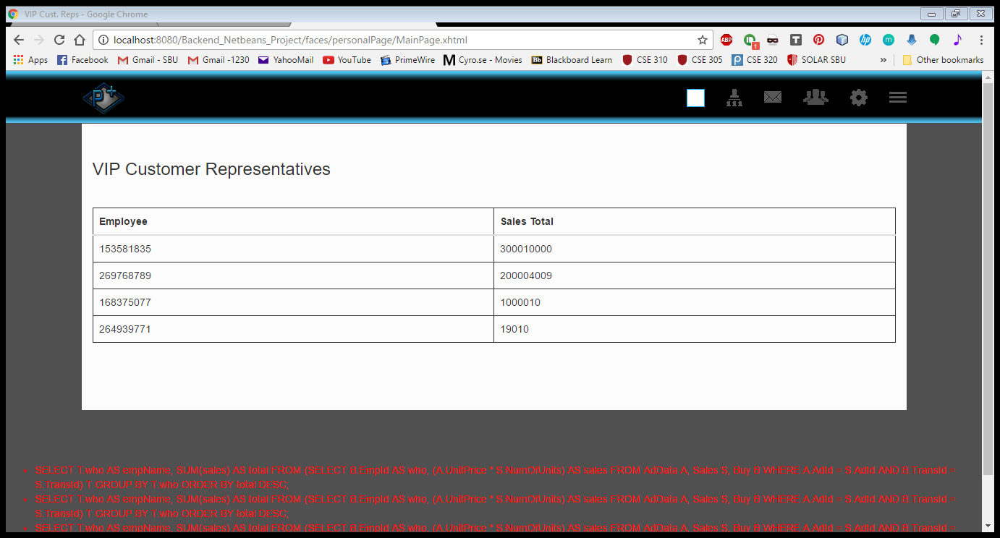 VIP Cust. Reps - Google Chrome
localhost:8080/Backend_Netbeans_Project/faces/personalPage/MainPage.xhtml
ABP
1
T
hp
m
Apps Facebook Gmail - SBU Gmail -1230 YahooMail YouTube PrimeWire Cyro.se - Movies Blackboard Learn CSE 310 CSE 305 CSE 320 SOLAR SBU » Other bookmarks
P+
VIP Customer Representatives
Employee Sales Total
153581835 300010000
269768789 200004009
168375077 1000010
264939771 19010
SELECT T.who AS empName, SUM(sales) AS total FROM (SELECT B.EmpId AS who, (A.UnitPrice * S.NumOfUnits) AS sales FROM AdData A, Sales S, Buy B WHERE A.AdId = S.AdId AND B.TransId =
S.TransId) T GROUP BY T.who ORDER BY total DESC;
SELECT T.who AS empName, SUM(sales) AS total FROM (SELECT B.EmpId AS who, (A.UnitPrice * S.NumOfUnits) AS sales FROM AdData A, Sales S, Buy B WHERE A.AdId = S.AdId AND B.TransId =
S.TransId) T GROUP BY T.who ORDER BY total DESC;
SELECT T.who AS empName, SUM(sales) AS total FROM (SELECT B.EmpId AS who, (A.UnitPrice * S.NumOfUnits) AS sales FROM AdData A, Sales S, Buy B WHERE A.AdId = S.AdId AND B.TransId =